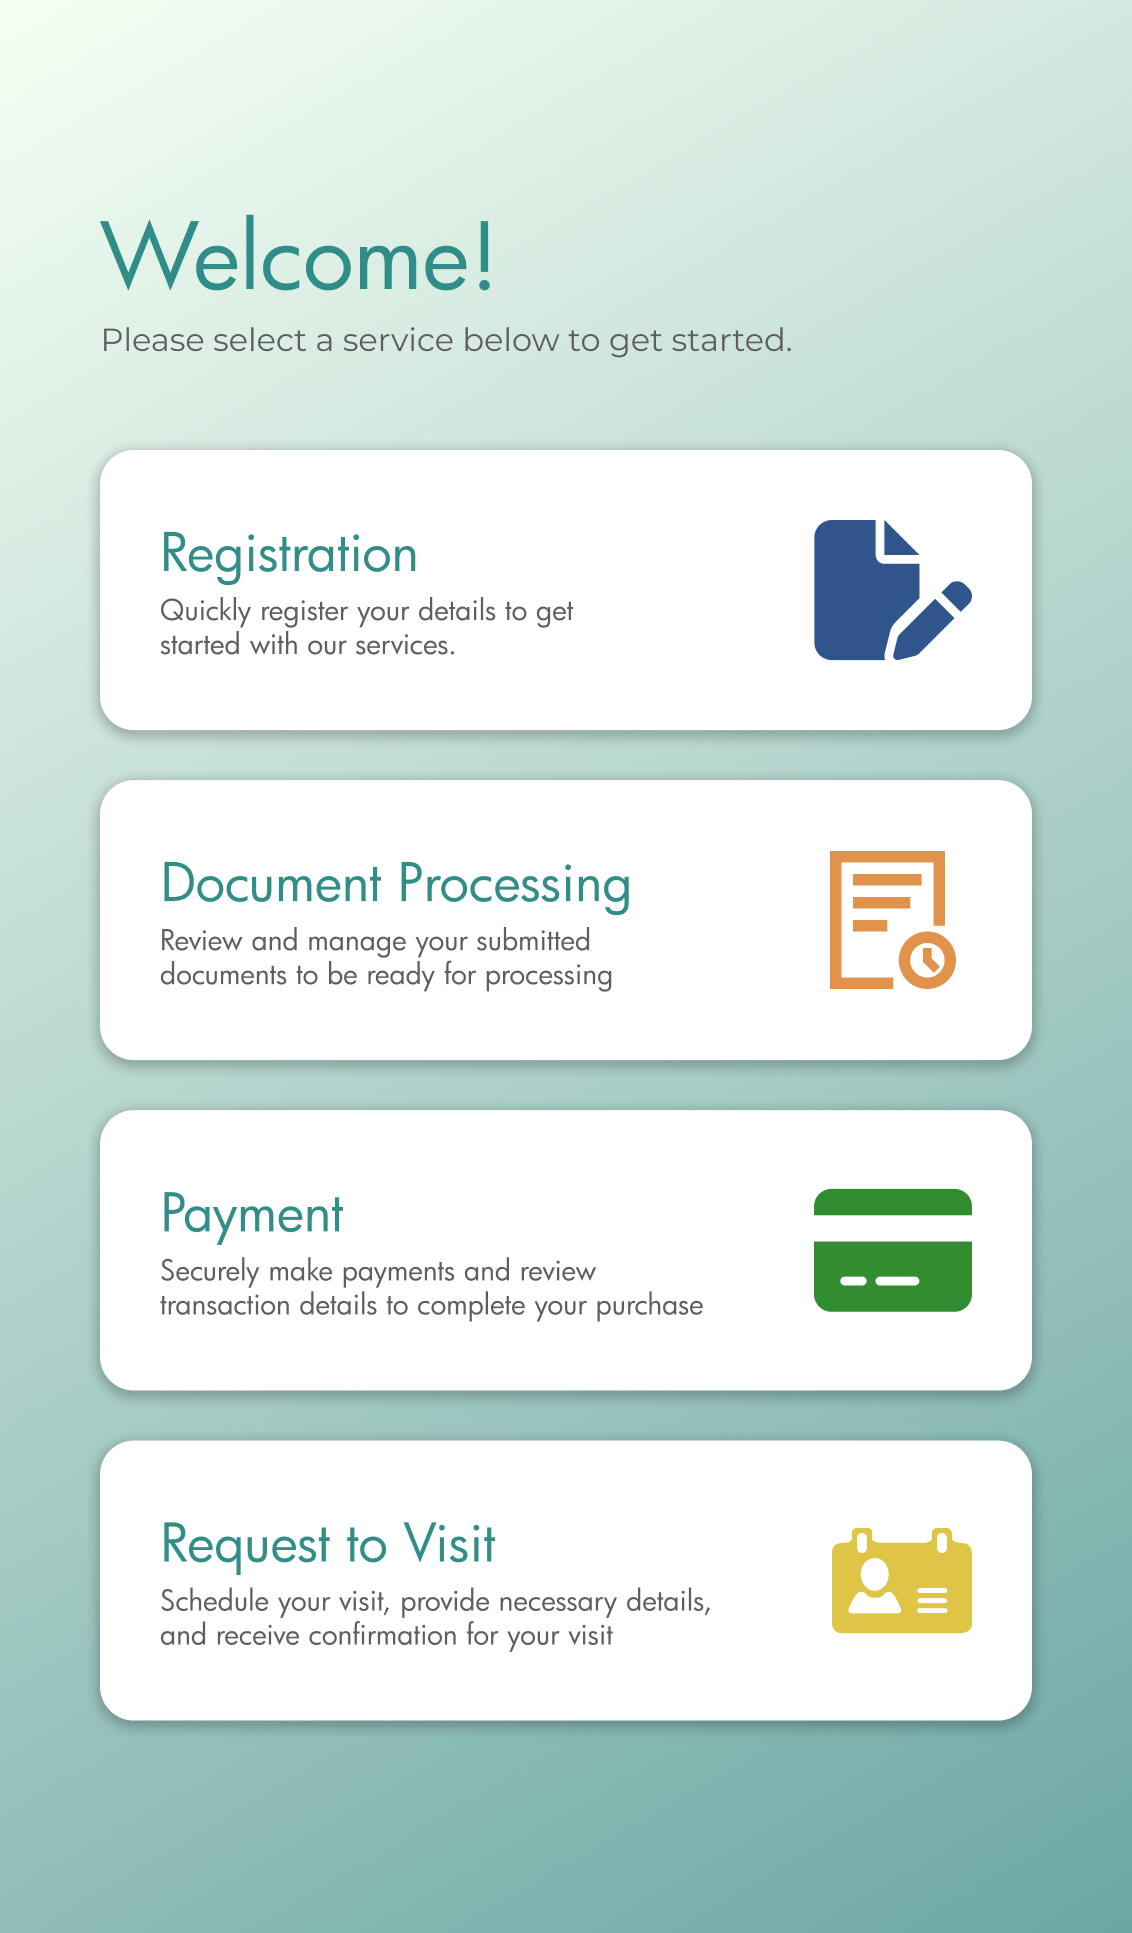 Welcome!
Please select a service below to get started.
Registration
Quickly register your details to get
started with our services.
Document Processing
Review and manage your submitted
documents to be ready for processing
Payment
Securely make payments and review
transaction details to complete your purchase
Request to Visit
Schedule your visit, provide necessary details,
and receive confirmation for your visit